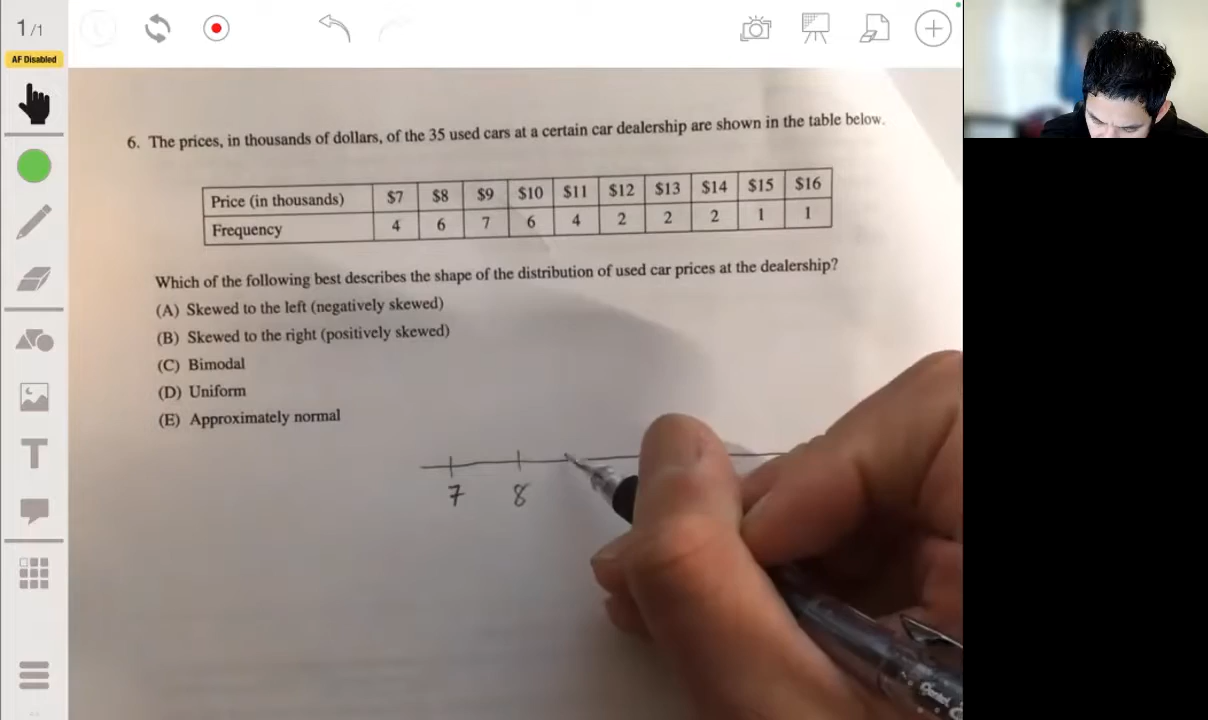 1/1
AF Disabled
6. The prices, in thousands of dollars, of the 35 used cars at a certain car dealership are shown in the table below.
Price (in thousands) $7 $8 $9 $10 $11 $12 $13 $14 $15 $16
Frequency 4 6 7 6 4 2 2 2 1 1
Which of the following best describes the shape of the distribution of used car prices at the dealership?
(A) Skewed to the left (negatively skewed)
(B) Skewed to the right (positively skewed)
(C) Bimodal
(D) Uniform
(E) Approximately normal
7 8
T
Pentel